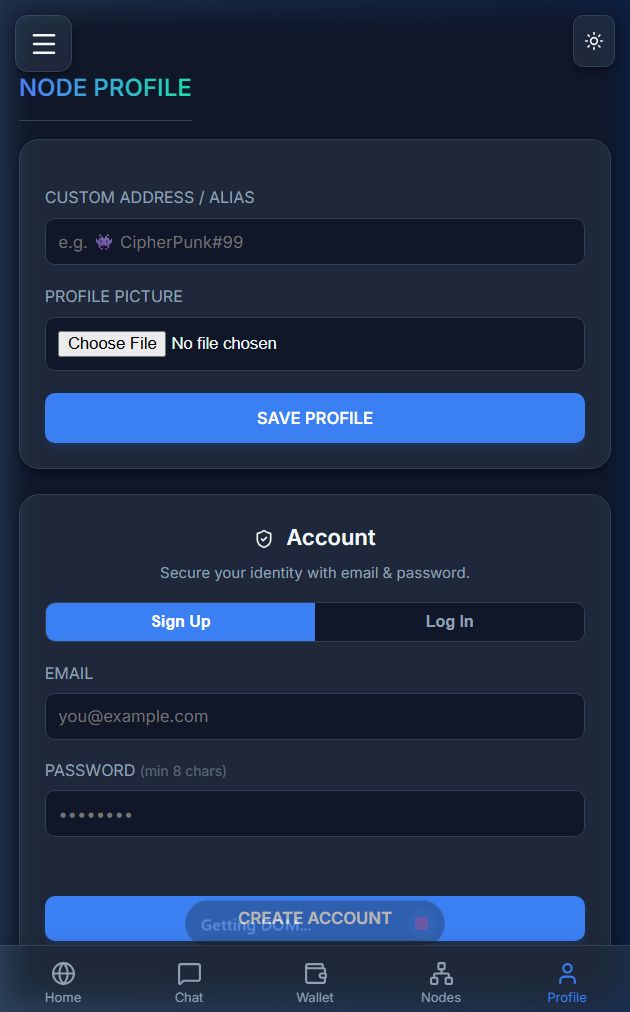 NODE PROFILE
CUSTOM ADDRESS / ALIAS
e.g. 👾 CipherPunk#99
PROFILE PICTURE
Choose File No file chosen
SAVE PROFILE
Account
Secure your identity with email & password.
Sign Up Log In
EMAIL
you@example.com
PASSWORD (min 8 chars)
••••••••
CREATE ACCOUNT
Getting DOM...
Home Chat Wallet Nodes Profile